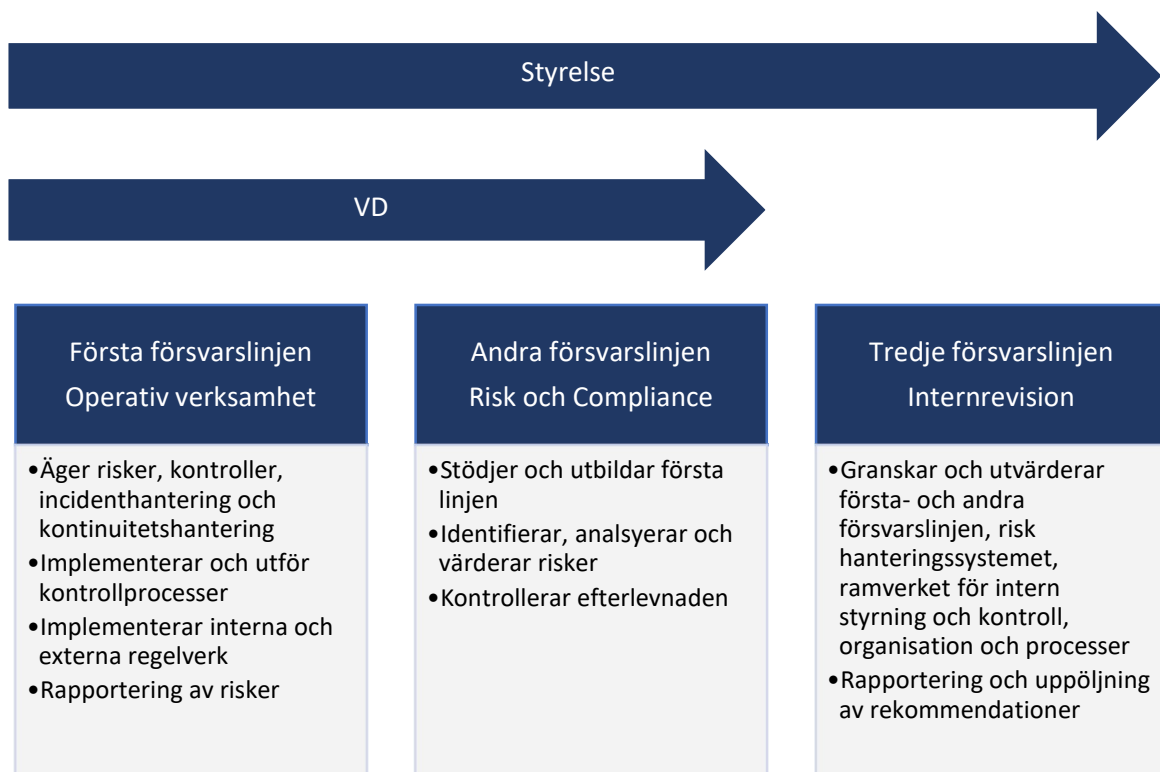 Styrelse
VD
Första försvarslinjen
Operativ verksamhet
•Äger risker, kontroller,
incidenthantering och
kontinuitetshantering
•Implementerar och utför
kontrollprocesser
•Implementerar interna och
externa regelverk
•Rapportering av risker
Andra försvarslinjen
Risk och Compliance
•Stödjer och utbildar första
linjen
•Identifierar, analsyerar och
värderar risker
•Kontrollerar efterlevnaden
Tredje försvarslinjen
Internrevision
•Granskar och utvärderar
första- och andra
försvarslinjen, risk
hanteringssystemet,
ramverket för intern
styrning och kontroll,
organisation och processer
•Rapportering och uppöljning
av rekommendationer